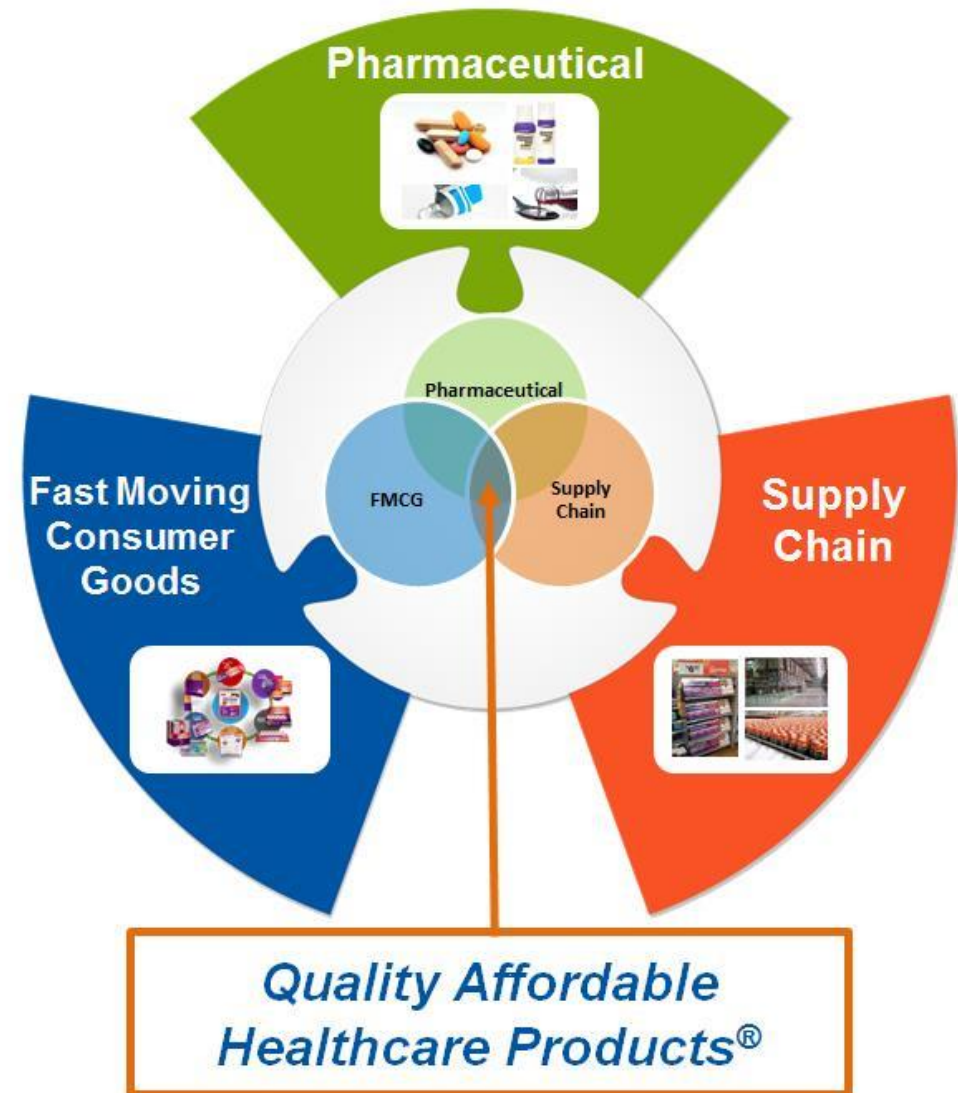 Pharmaceutical
Pharmaceutical
FMCG
Supply
Chain
Fast Moving
Consumer
Goods
Supply
Chain
Quality Affordable
Healthcare Products®